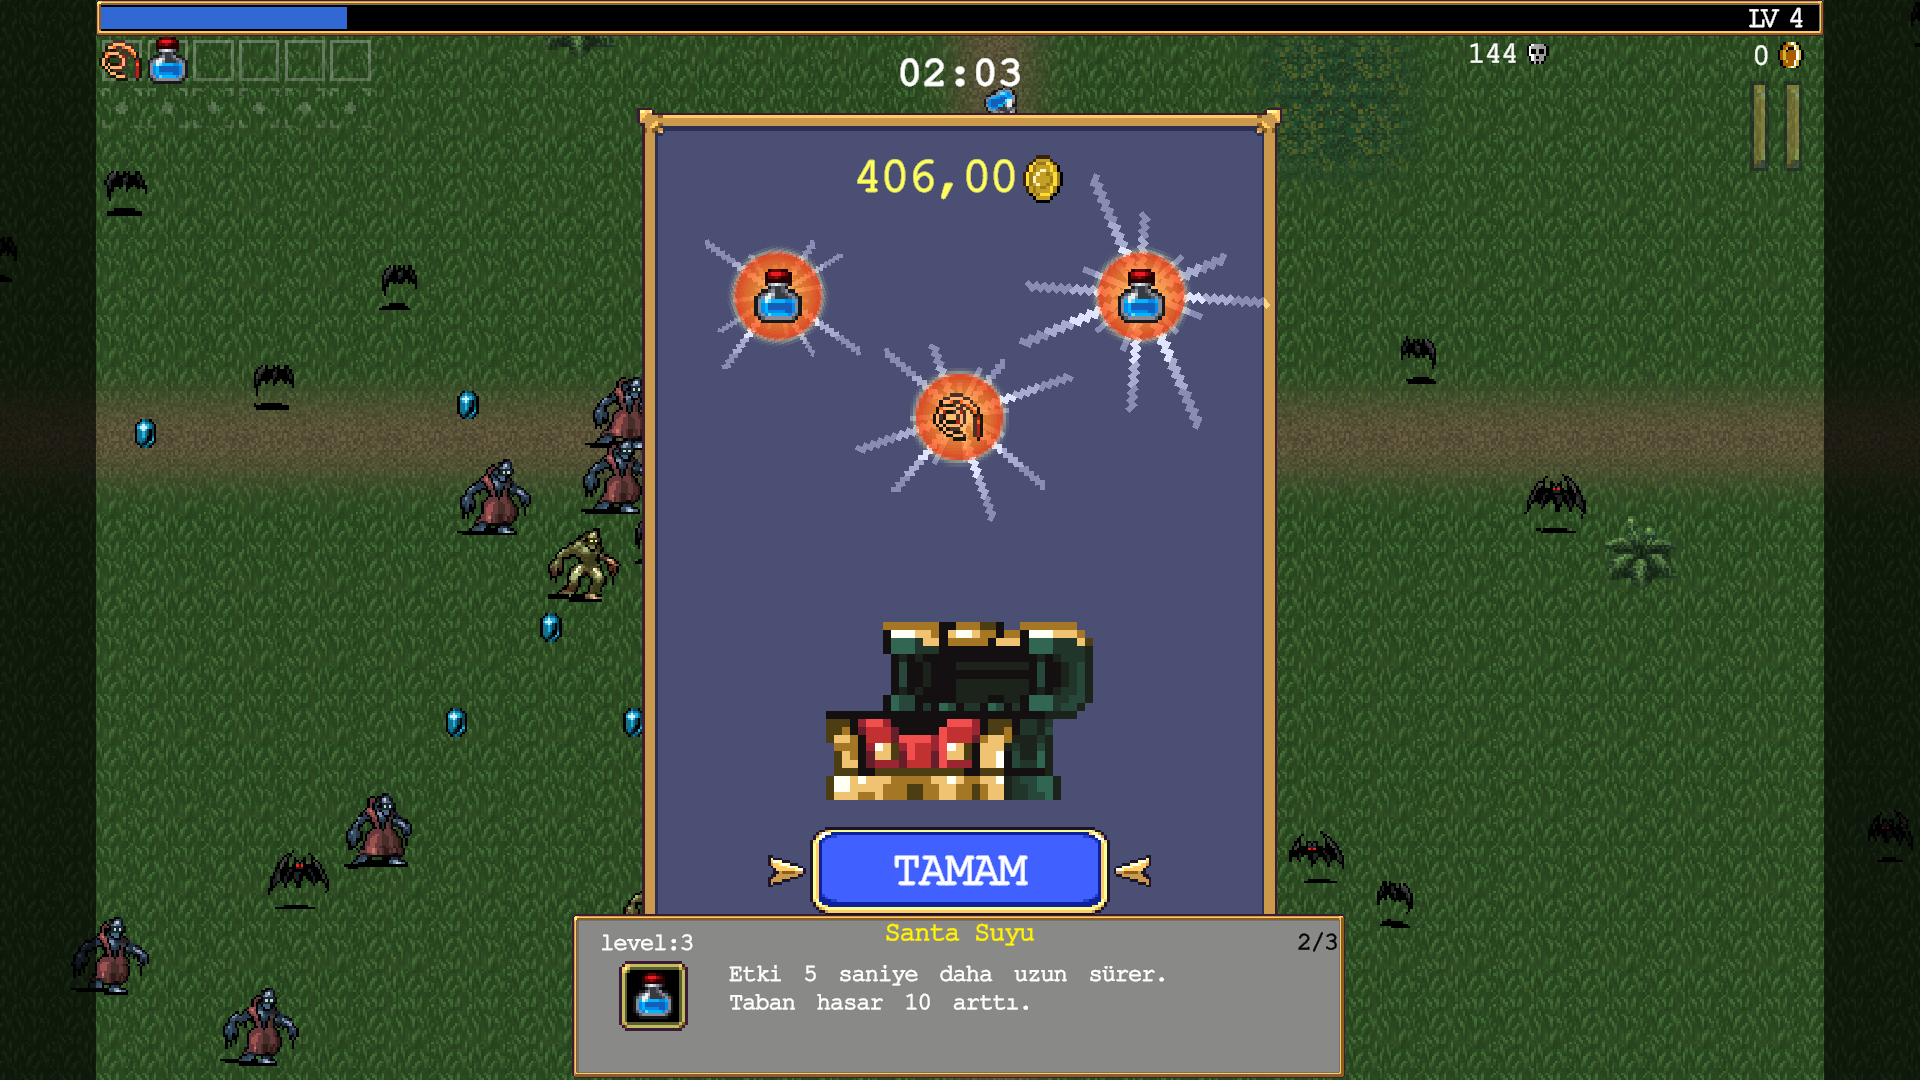 LV 4
144
0
02:03
406,00
TAMAM
Santa Suyu
level:3
2/3
Etki 5 saniye daha uzun sürer.
Taban hasar 10 arttı.